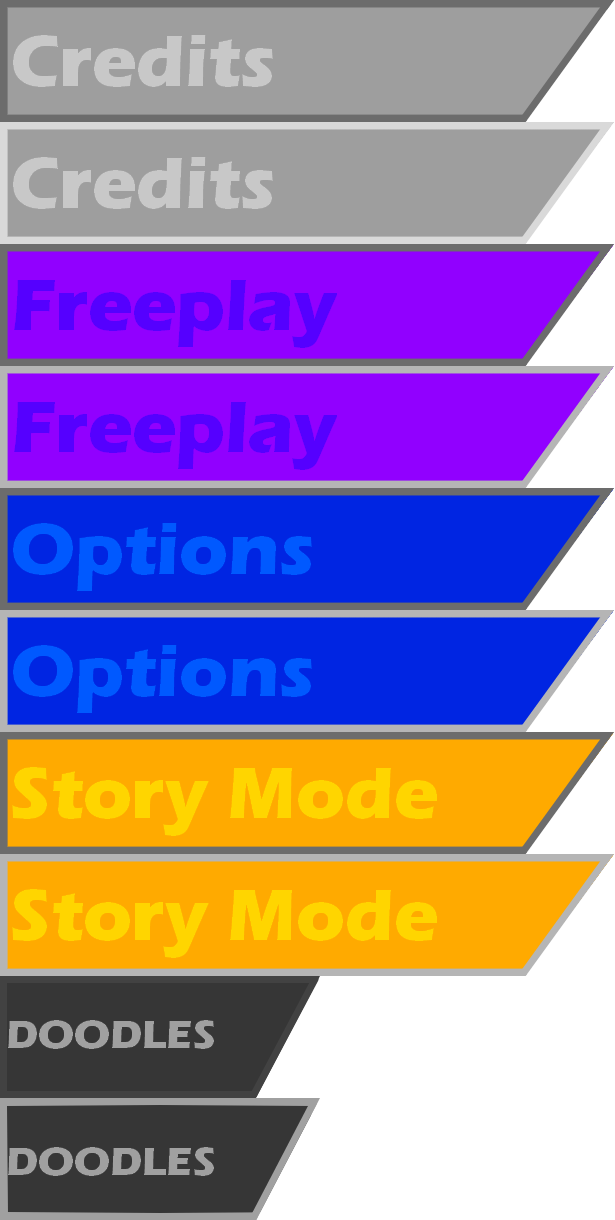 Credits
Credits
Freeplay
Freeplay
Options
Options
Story Mode
Story Mode
DOODLES
DOODLES